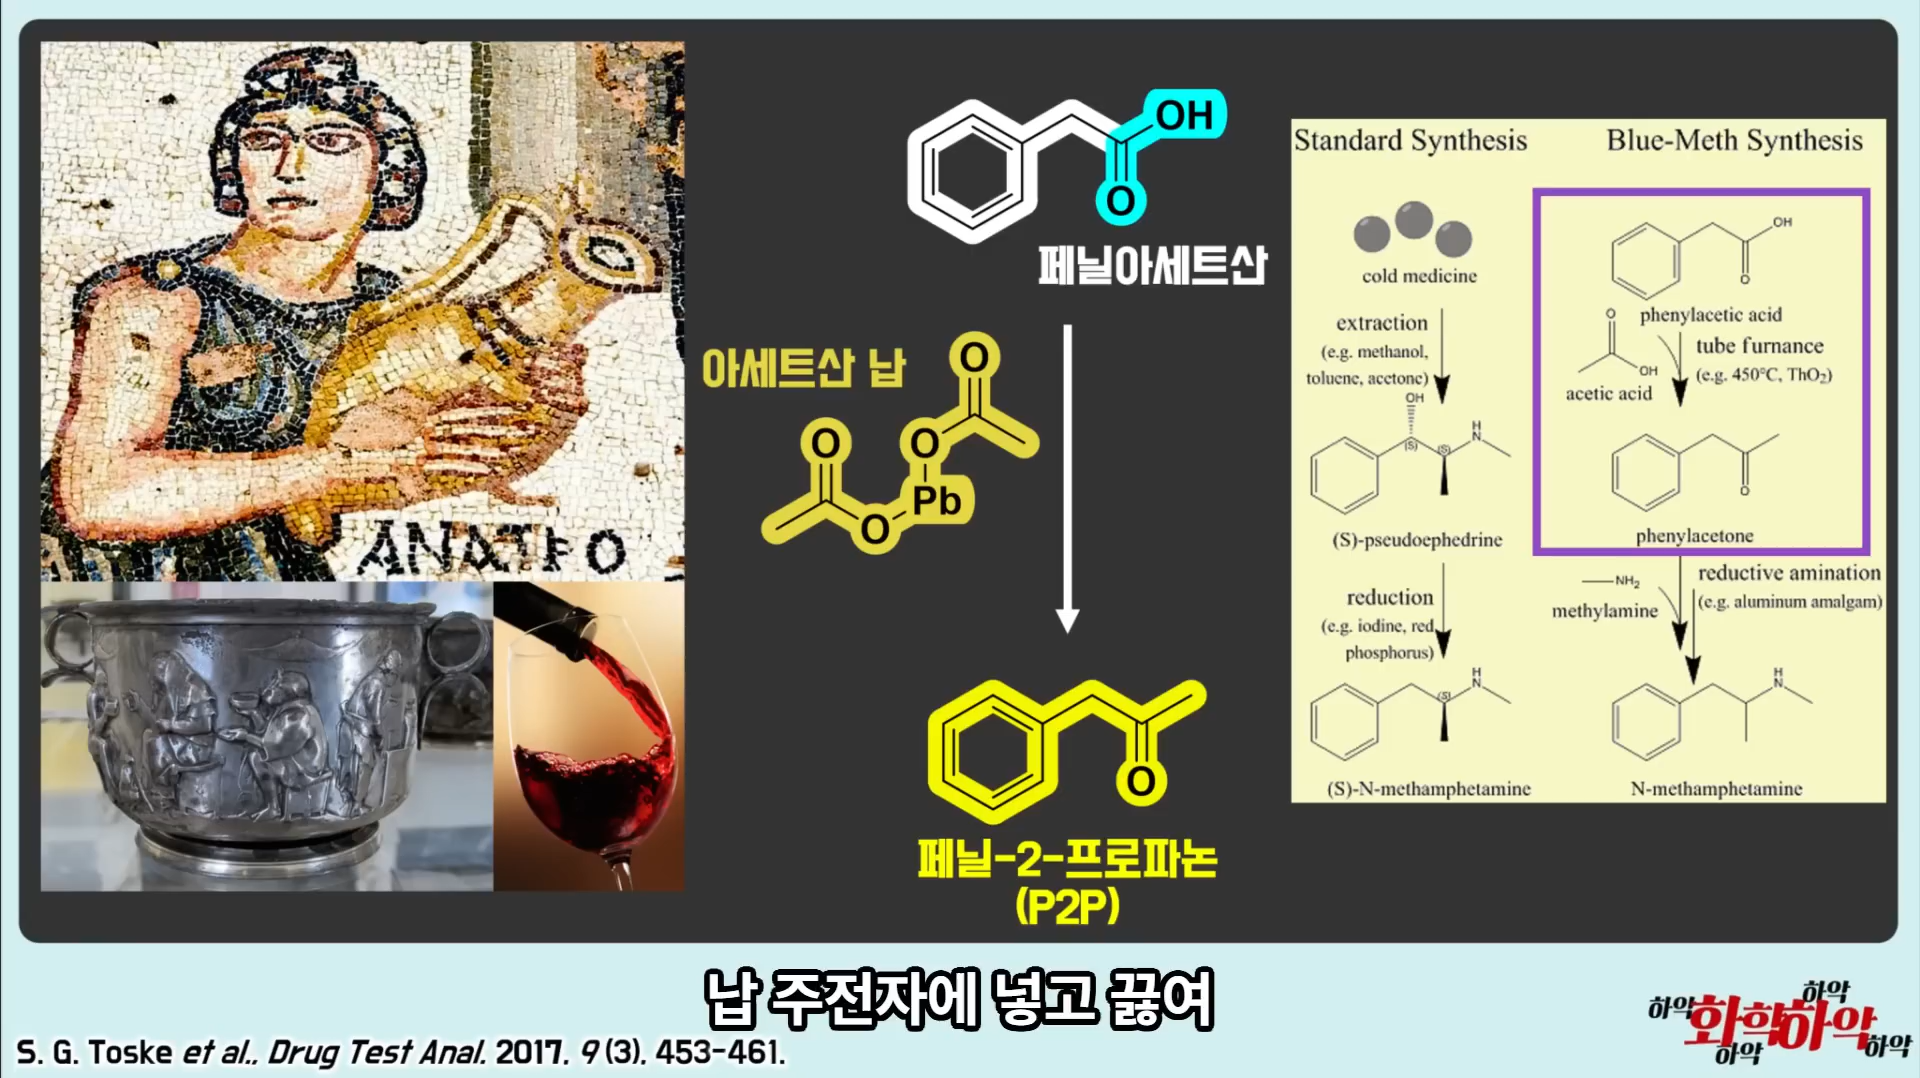 ANATEO
OH
O
페닐아세트산
아세트산 납
O
O
O
Pb
O
O
페닐-2-프로파논
(P2P)
Standard Synthesis
cold medicine
extraction
(e.g. methanol,
toluene, acetone)
OH
(S)
(S)
H
N
(S)-pseudoephedrine
reduction
(e.g. iodine, red
phosphorus)
H
N
(S)
(S)-N-methamphetamine
Blue-Meth Synthesis
OH
O
phenylacetic acid
O
OH
acetic acid
tube furnance
(e.g. 450°C, ThO₂)
O
phenylacetone
NH₂
methylamine
reductive amination
(e.g. aluminum amalgam)
H
N
N-methamphetamine
납 주전자에 넣고 끓여
S. G. Toske et al., Drug Test Anal. 2017, 9 (3), 453-461.
하악
화학하악
하악
하악
하악